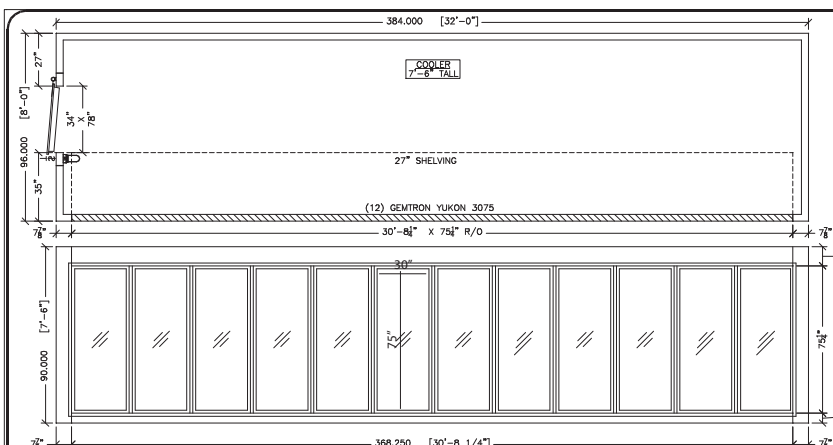 384.000 [32'-0"]
27"
COOLER
7'-6" TALL
96.000 [8'-0"]
34"
X
78"
27" SHELVING
35"
(12) GEMTRON YUKON 3075
7⅞" 30'-8¼" X 75¼" R/O 7⅞"
30"
75"
90.000 [7'-6"]
75¼"
7⅞" 368.250 [30'-8 1/4"] 7⅞"